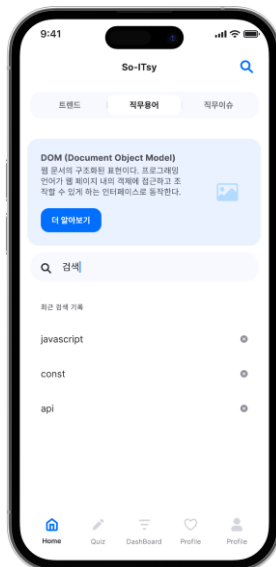 9:41
So-ITsy
트렌드 직무용어 직무이슈
DOM (Document Object Model)
웹 문서의 구조화된 표현이다. 프로그래밍
언어가 웹 페이지 내의 객체에 접근하고 조
작할 수 있게 하는 인터페이스로 동작한다.
더 알아보기
검색
최근 검색 기록
javascript
const
api
Home Quiz DashBoard Profile Profile